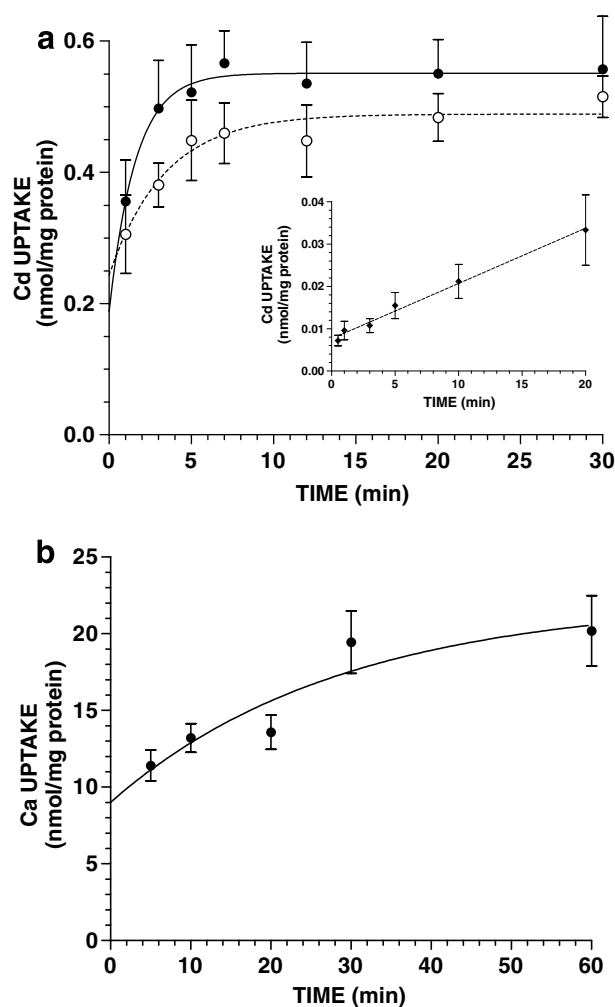 a
0.6
0.4
0.2
0.0
Cd UPTAKE
(nmol/mg protein)
0 5 10 15 20 25 30
TIME (min)
0.04
0.03
0.02
0.01
0.00
Cd UPTAKE
(nmol/mg protein)
0 5 10 15 20
TIME (min)
b
25
20
15
10
5
0
Ca UPTAKE
(nmol/mg protein)
0 10 20 30 40 50 60
TIME (min)